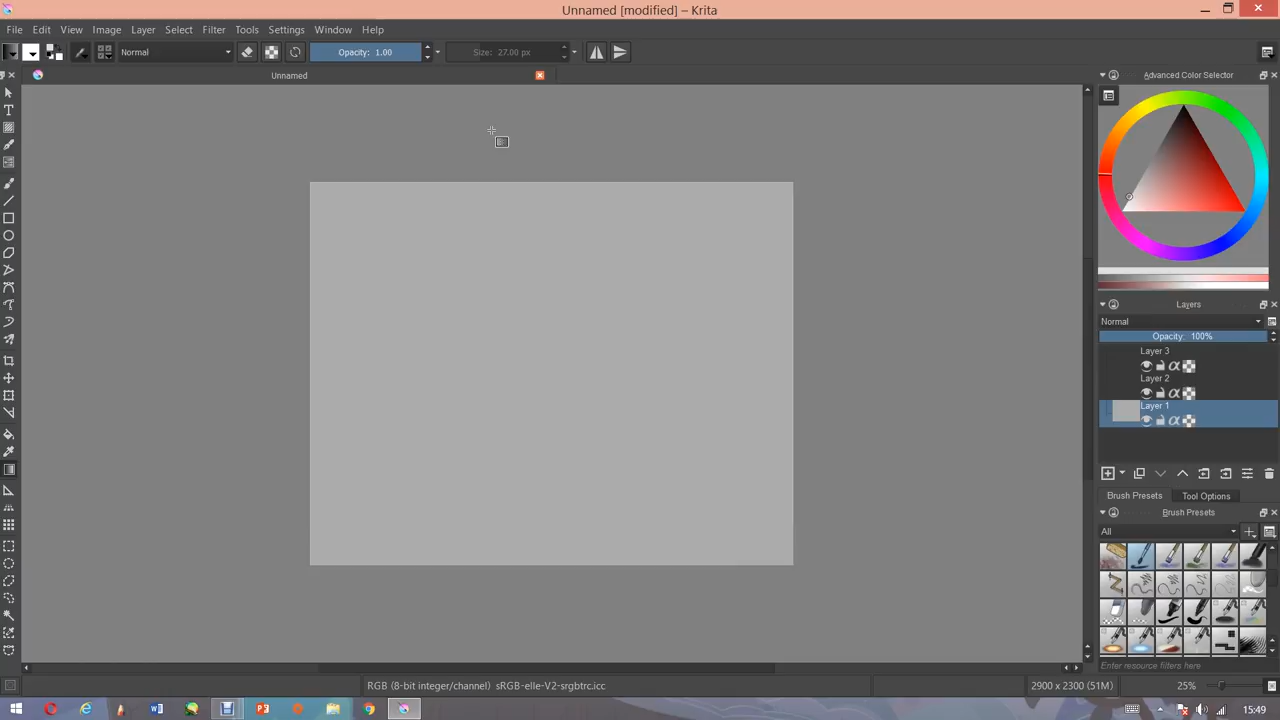 Unnamed [modified] – Krita
File Edit View Image Layer Select Filter Tools Settings Window Help
Normal Opacity: 1.00 Size: 27.00 px
Unnamed
Advanced Color Selector
Layers
Normal
Opacity: 100%
Layer 3
Layer 2
Layer 1
Brush Presets Tool Options
Brush Presets
All
Enter resource filters here
RGB (8-bit integer/channel) sRGB-elle-V2-srgbtrc.icc 2900 x 2300 (51M) 25%
15:49